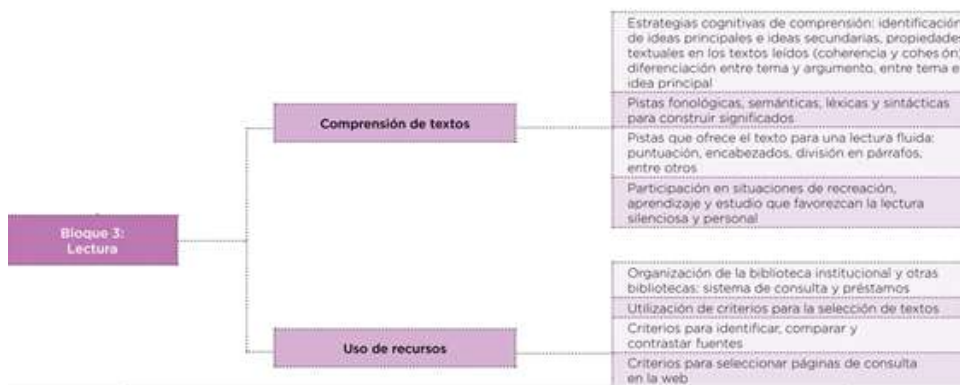 Estrategias cognitivas de comprensión: identificación
de ideas principales e ideas secundarias, propiedades
textuales en los textos leídos (coherencia y cohesión)
diferenciación entre tema y argumento, entre tema e
idea principal
Comprensión de textos
Pistas fonológicas, semánticas, léxicas y sintácticas
para construir significados
Pistas que ofrece el texto para una lectura fluida:
puntuación, encabezados, división en párrafos,
entre otros
Participación en situaciones de recreación,
aprendizaje y estudio que favorezcan la lectura
silenciosa y personal
Bloque 3:
Lectura
Organización de la biblioteca institucional y otras
bibliotecas: sistema de consulta y préstamos
Utilización de criterios para la selección de textos
Uso de recursos
Criterios para identificar, comparar y
contrastar fuentes
Criterios para seleccionar páginas de consulta
en la web